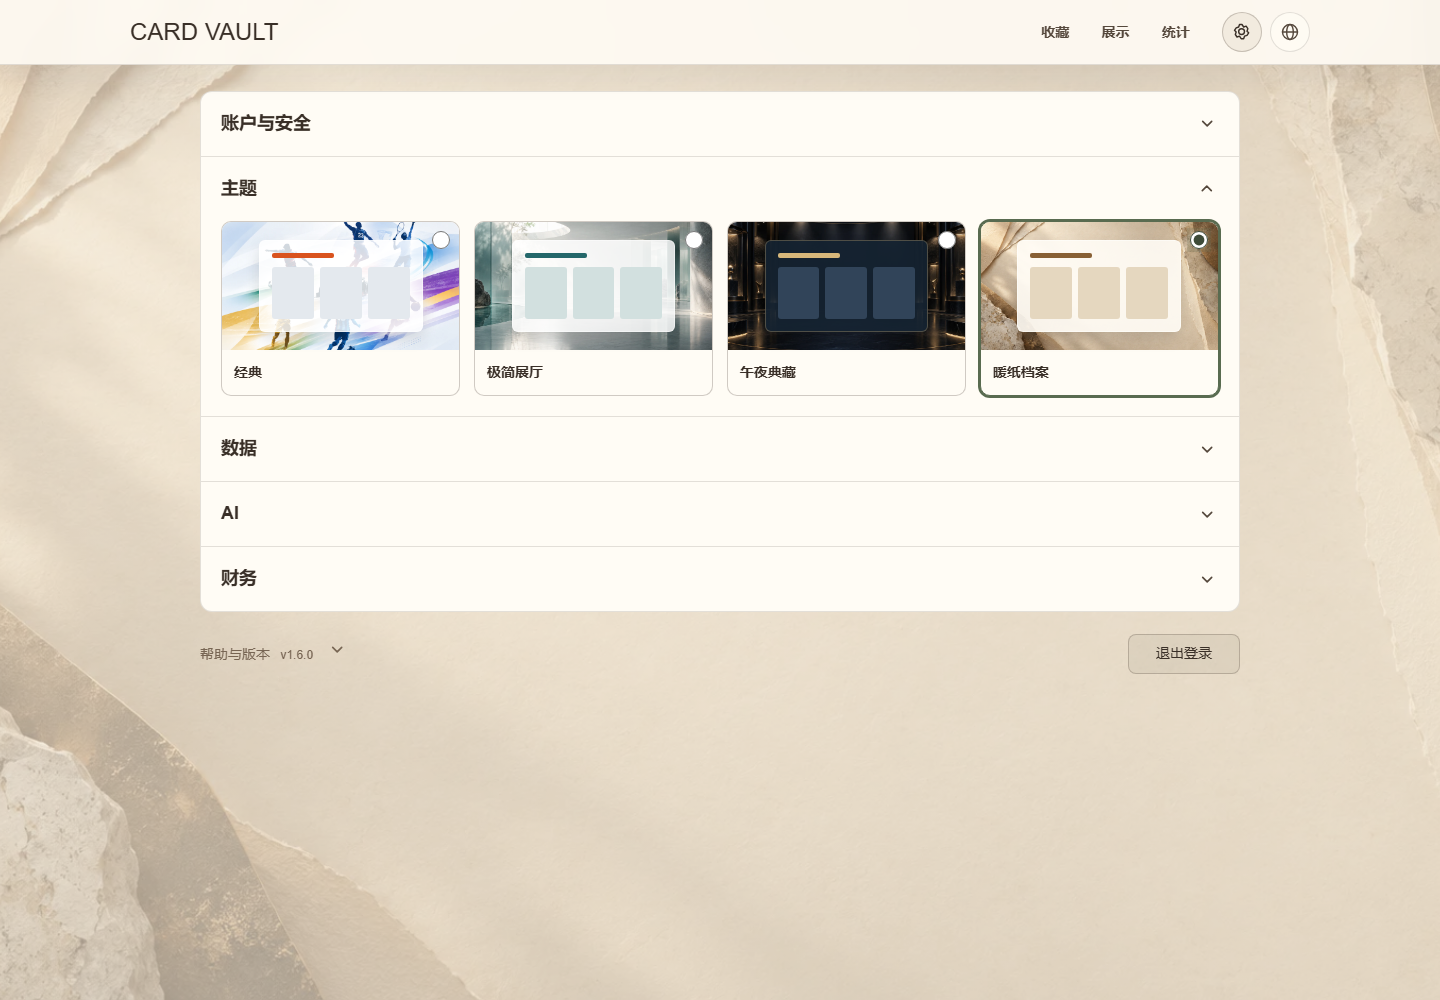 CARD VAULT
收藏 展示 统计
账户与安全
主题
经典 极简展厅 午夜典藏 暖纸档案
数据
AI
财务
帮助与版本 v1.6.0
退出登录